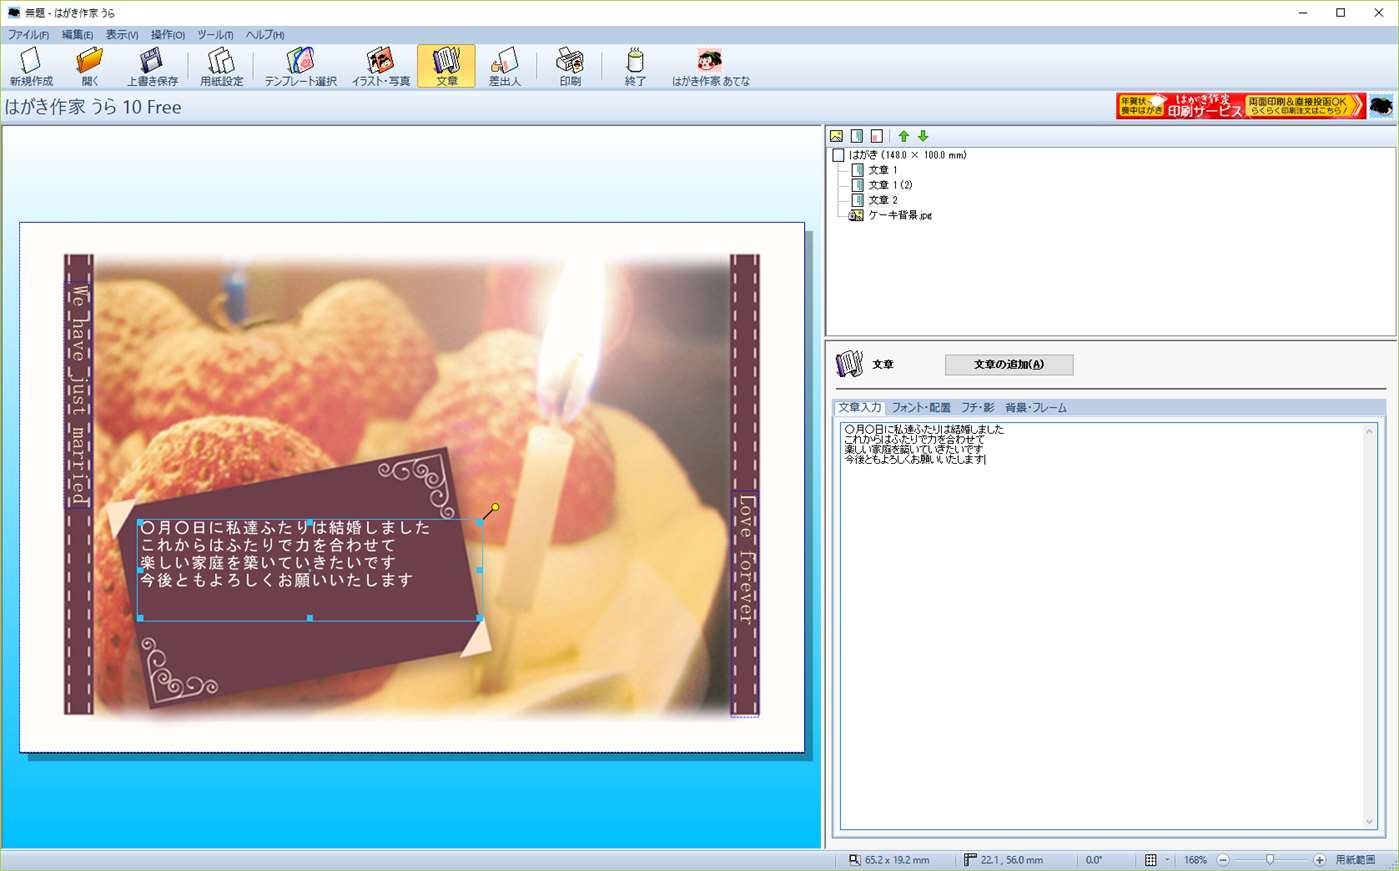 無題 - はがき作家 うら
ファイル(F) 編集(E) 表示(V) 操作(O) ツール(T) ヘルプ(H)
新規作成 開く 上書き保存 用紙設定 テンプレート選択 イラスト・写真 文章 差出人 印刷 終了 はがき作家 あてな
はがき作家 うら 10 Free
年賀状・喪中はがき はがき作家 印刷サービス 両面印刷&直接投函OK らくらく印刷注文はこちら!
はがき (148.0 × 100.0 mm)
文章 1
文章 1 (2)
文章 2
ケーキ背景.jpg
We have just married
〇月〇日に私達ふたりは結婚しました
これからはふたりで力を合わせて
楽しい家庭を築いていきたいです
今後ともよろしくお願いいたします
Love forever
文章 文章の追加(A)
文章入力 フォント・配置 フチ・影 背景・フレーム
〇月〇日に私達ふたりは結婚しました
これからはふたりで力を合わせて
楽しい家庭を築いていきたいです
今後ともよろしくお願いいたします
65.2 x 19.2 mm 22.1 , 56.0 mm 0.0° 168% 用紙範囲